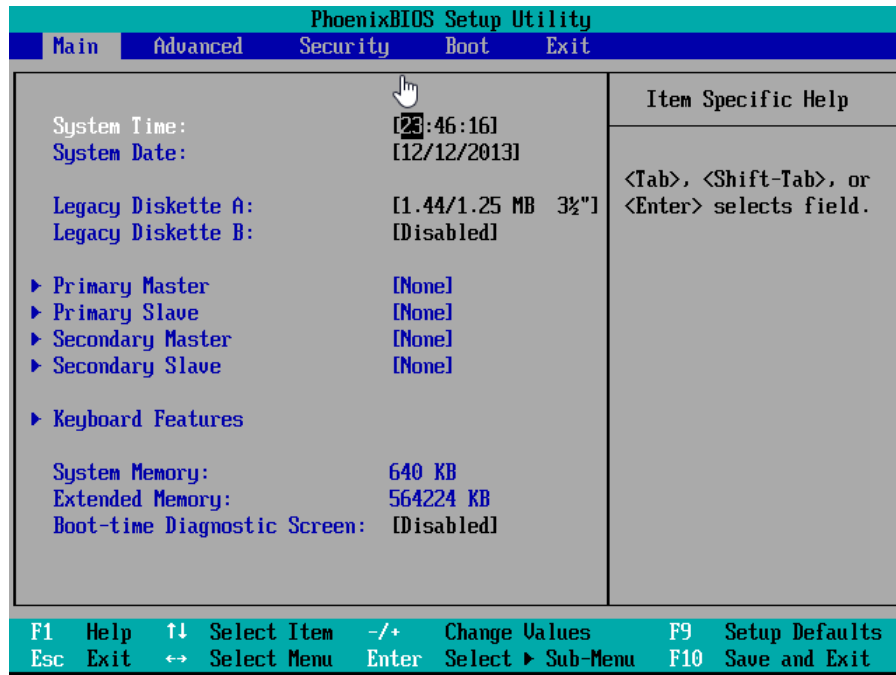 PhoenixBIOS Setup Utility
Main Advanced Security Boot Exit
Item Specific Help
System Time: [23:46:16]
System Date: [12/12/2013]
<Tab>, <Shift-Tab>, or
<Enter> selects field.
Legacy Diskette A: [1.44/1.25 MB 3½"]
Legacy Diskette B: [Disabled]
Primary Master [None]
Primary Slave [None]
Secondary Master [None]
Secondary Slave [None]
Keyboard Features
System Memory: 640 KB
Extended Memory: 564224 KB
Boot-time Diagnostic Screen: [Disabled]
F1 Help ↑↓ Select Item -/+ Change Values F9 Setup Defaults
Esc Exit ↔ Select Menu Enter Select ▶ Sub-Menu F10 Save and Exit